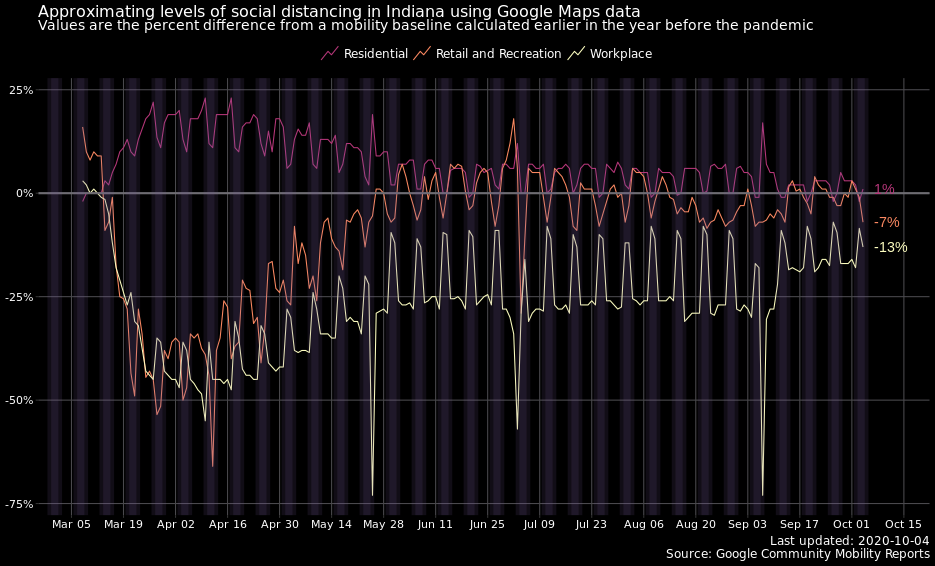 Approximating levels of social distancing in Indiana using Google Maps data
Values are the percent difference from a mobility baseline calculated earlier in the year before the pandemic
Residential Retail and Recreation Workplace
25%
0%
-25%
-50%
-75%
1%
-7%
-13%
Mar 05 Mar 19 Apr 02 Apr 16 Apr 30 May 14 May 28 Jun 11 Jun 25 Jul 09 Jul 23 Aug 06 Aug 20 Sep 03 Sep 17 Oct 01 Oct 15
Last updated: 2020-10-04
Source: Google Community Mobility Reports